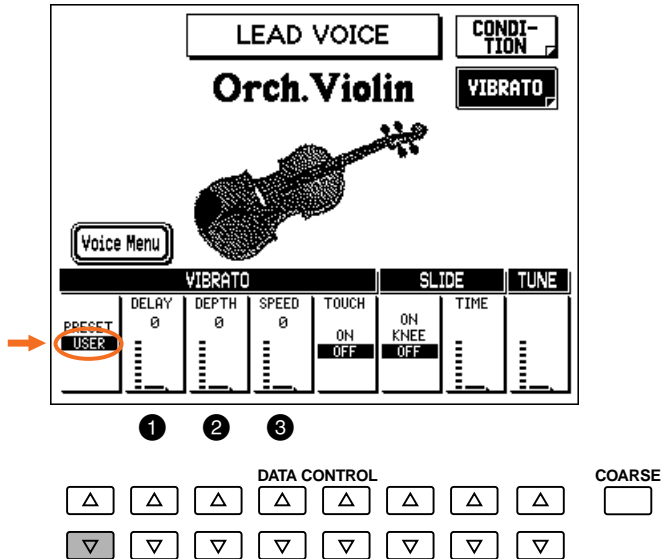 LEAD VOICE
CONDI-
TION
Orch.Violin
VIBRATO
Voice Menu
VIBRATO SLIDE TUNE
DELAY DEPTH SPEED TOUCH TIME
PRESET 0 0 0 ON ON
USER OFF KNEE
OFF
1 2 3
DATA CONTROL COARSE